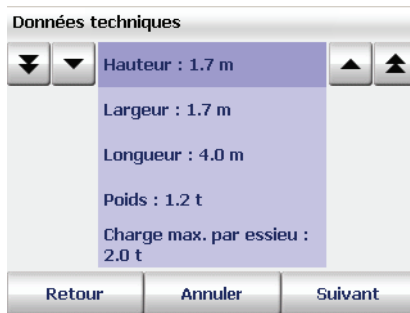 Données techniques
Hauteur : 1.7 m
Largeur : 1.7 m
Longueur : 4.0 m
Poids : 1.2 t
Charge max. par essieu :
2.0 t
Retour
Annuler
Suivant